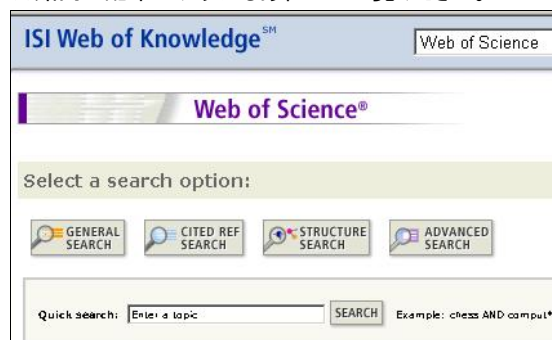 ISI Web of Knowledge℠
Web of Science
Web of Science®
Select a search option:
GENERAL SEARCH
CITED REF SEARCH
STRUCTURE SEARCH
ADVANCED SEARCH
Quick search: Enter a topic SEARCH Example: chess AND comput*